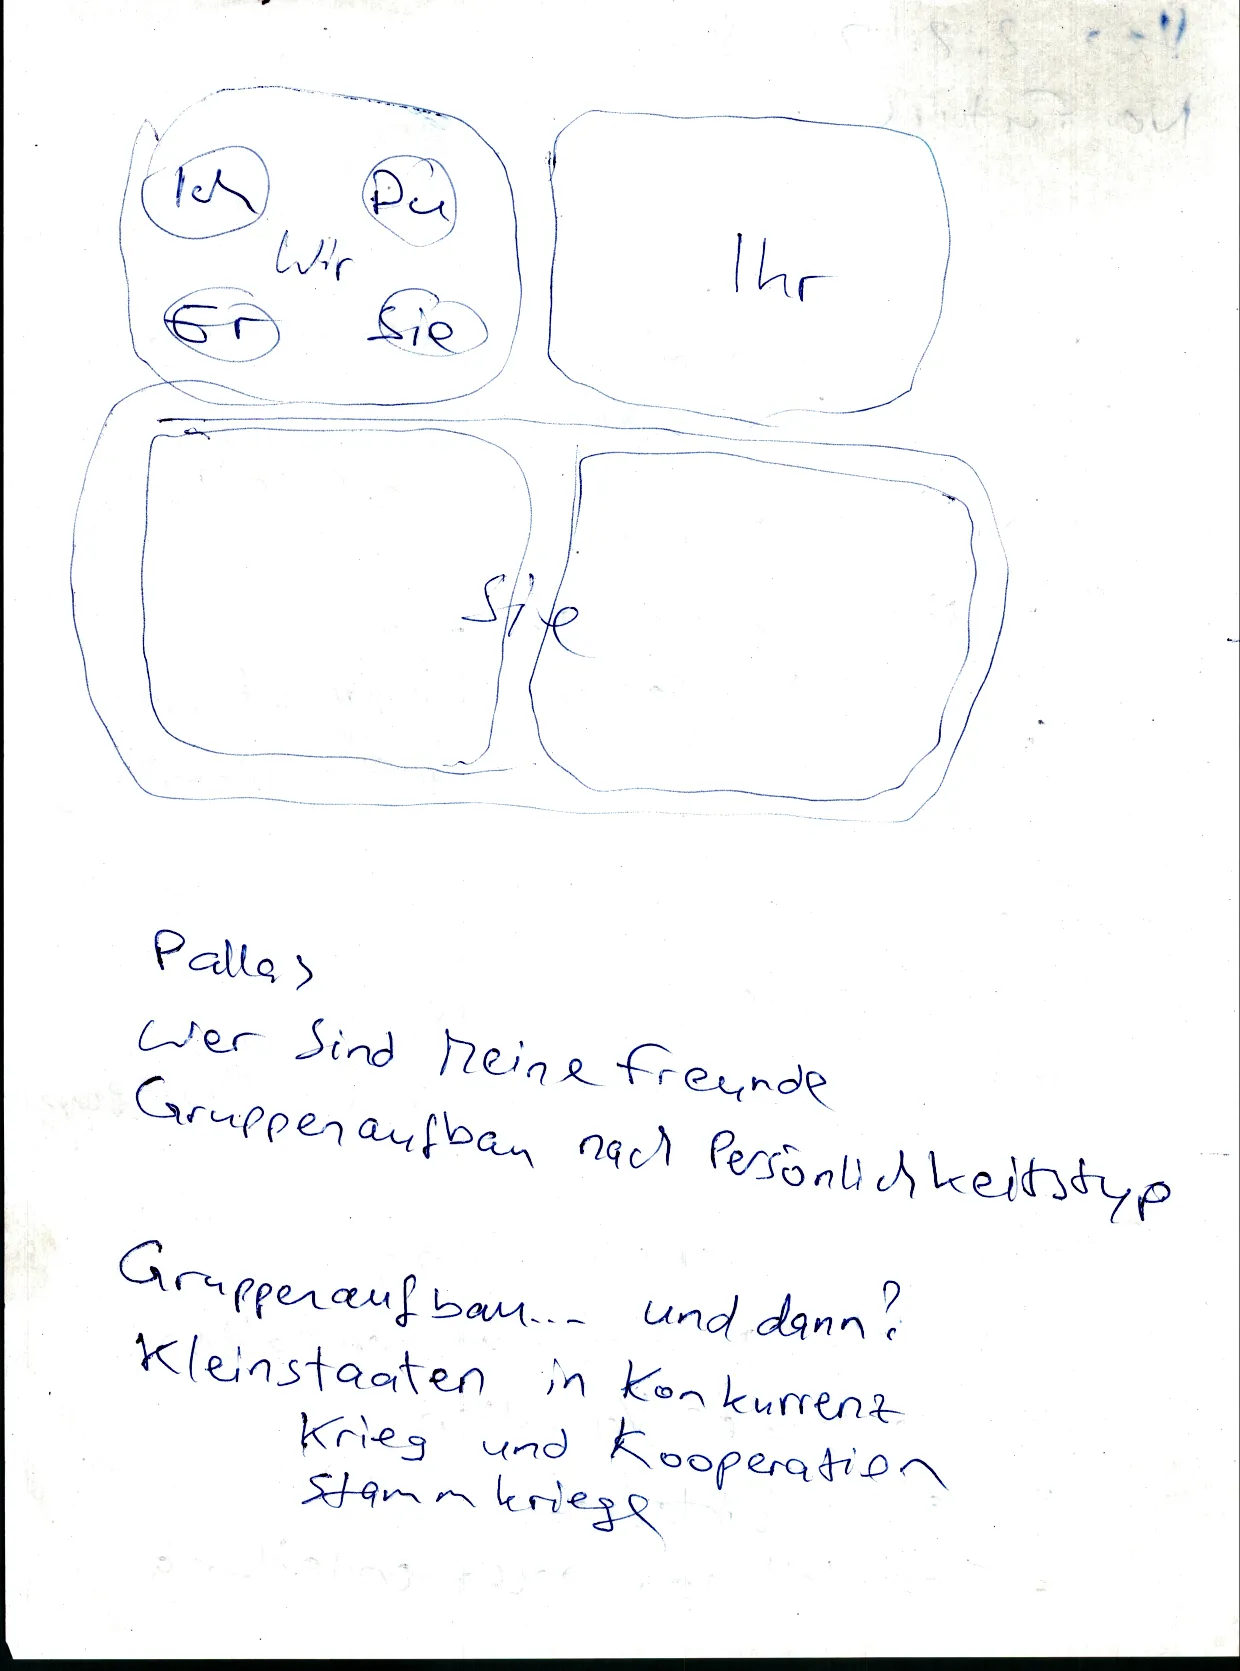 Ich Du
Wir
Er Sie
Ihr
Sie
Pallas
Wer sind Meine Freunde
Gruppenaufbau nach Persönlichkeitstyp
Gruppenaufbau... und dann?
Kleinstaaten in Konkurrenz
Krieg und Kooperation
Stammkriege